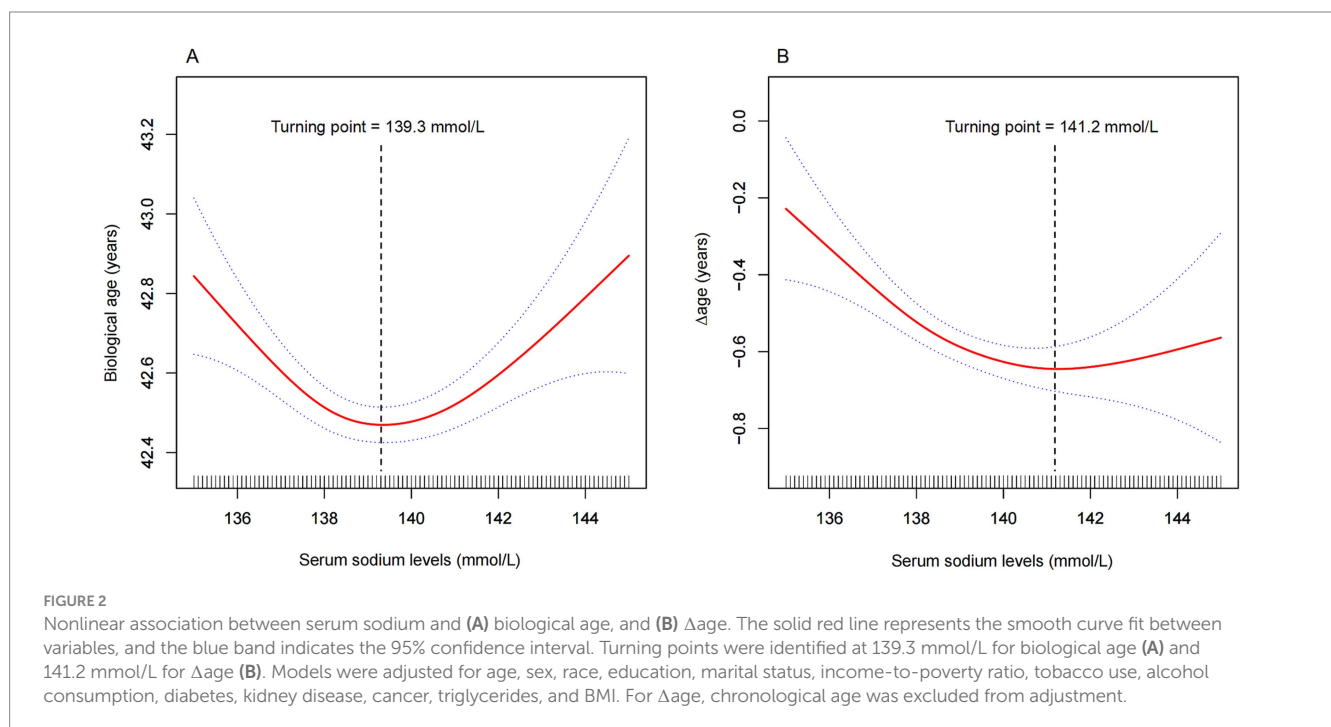 A
Turning point = 139.3 mmol/L
Biological age (years)
43.2
43.0
42.8
42.6
42.4
136 138 140 142 144
Serum sodium levels (mmol/L)
B
Turning point = 141.2 mmol/L
Δage (years)
0.0
−0.2
−0.4
−0.6
−0.8
136 138 140 142 144
Serum sodium levels (mmol/L)
FIGURE 2
Nonlinear association between serum sodium and (A) biological age, and (B) Δage. The solid red line represents the smooth curve fit between
variables, and the blue band indicates the 95% confidence interval. Turning points were identified at 139.3 mmol/L for biological age (A) and
141.2 mmol/L for Δage (B). Models were adjusted for age, sex, race, education, marital status, income-to-poverty ratio, tobacco use, alcohol
consumption, diabetes, kidney disease, cancer, triglycerides, and BMI. For Δage, chronological age was excluded from adjustment.